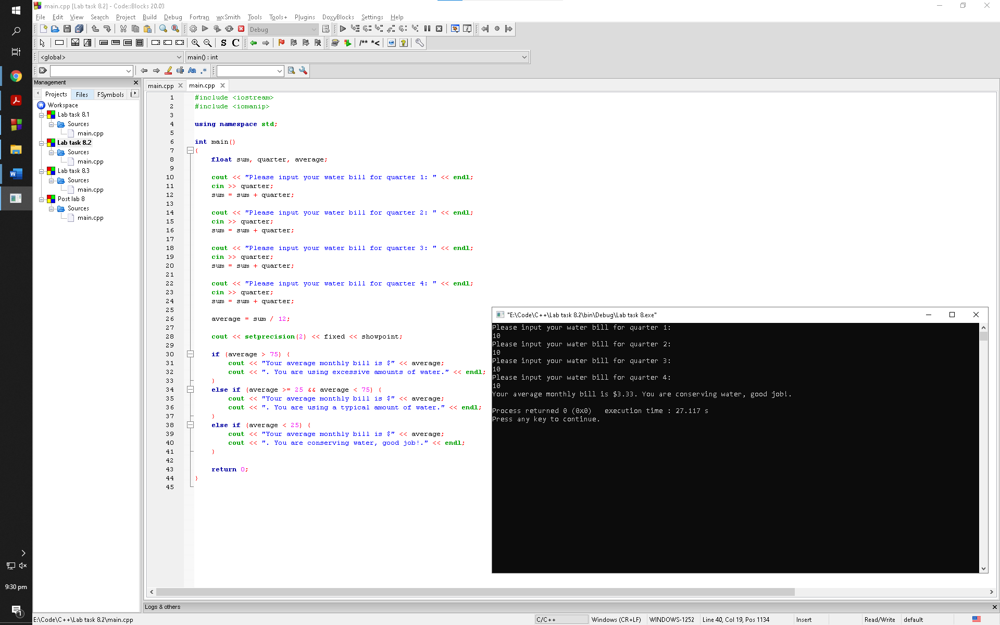 main.cpp [Lab task 8.2] - Code::Blocks 20.03
File Edit View Search Project Build Debug Fortran wxSmith Tools Tools+ Plugins DoxyBlocks Settings Help
Debug
S C /** *<
<global> main() : int
Aa .*
Management
Projects Files FSymbols
Workspace
Lab task 8.1
Sources
main.cpp
Lab task 8.2
Sources
main.cpp
Lab task 8.3
Sources
main.cpp
Post lab 8
Sources
main.cpp
main.cpp main.cpp
1 #include <iostream>
2 #include <iomanip>
3
4 using namespace std;
5
6 int main()
7 {
8 float sum, quarter, average;
9
10 cout << "Please input your water bill for quarter 1: " << endl;
11 cin >> quarter;
12 sum = sum + quarter;
13
14 cout << "Please input your water bill for quarter 2: " << endl;
15 cin >> quarter;
16 sum = sum + quarter;
17
18 cout << "Please input your water bill for quarter 3: " << endl;
19 cin >> quarter;
20 sum = sum + quarter;
21
22 cout << "Please input your water bill for quarter 4: " << endl;
23 cin >> quarter;
24 sum = sum + quarter;
25
26 average = sum / 12;
27
28 cout << setprecision(2) << fixed << showpoint;
29
30 if (average > 75) {
31 cout << "Your average monthly bill is $" << average;
32 cout << ". You are using excessive amounts of water." << endl;
33 }
34 else if (average >= 25 && average < 75) {
35 cout << "Your average monthly bill is $" << average;
36 cout << ". You are using a typical amount of water." << endl;
37 }
38 else if (average < 25) {
39 cout << "Your average monthly bill is $" << average;
40 cout << ". You are conserving water, good job!." << endl;
41 }
42
43 return 0;
44 }
45
"E:\Code\C++\Lab task 8.2\bin\Debug\Lab task 8.exe"
Please input your water bill for quarter 1:
10
Please input your water bill for quarter 2:
10
Please input your water bill for quarter 3:
10
Please input your water bill for quarter 4:
10
Your average monthly bill is $3.33. You are conserving water, good job!.
Process returned 0 (0x0) execution time : 27.117 s
Press any key to continue.
9:30 pm
1
Logs & others
E:\Code\C++\Lab task 8.2\main.cpp C/C++ Windows (CR+LF) WINDOWS-1252 Line 40, Col 19, Pos 1134 Insert Read/Write default